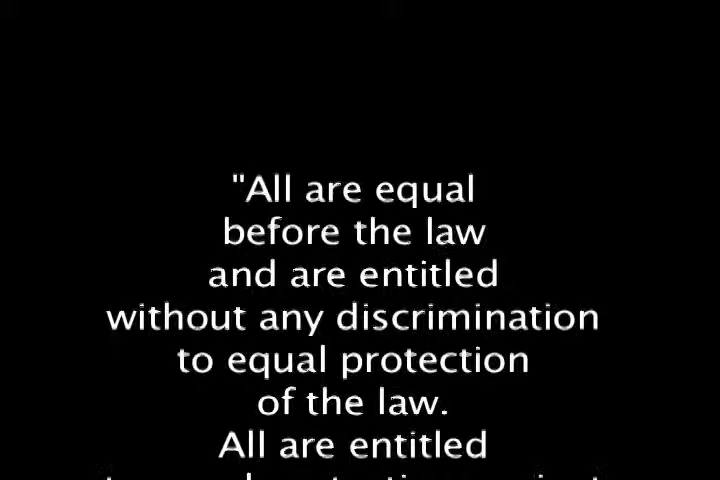 "All are equal
before the law
and are entitled
without any discrimination
to equal protection
of the law.
All are entitled